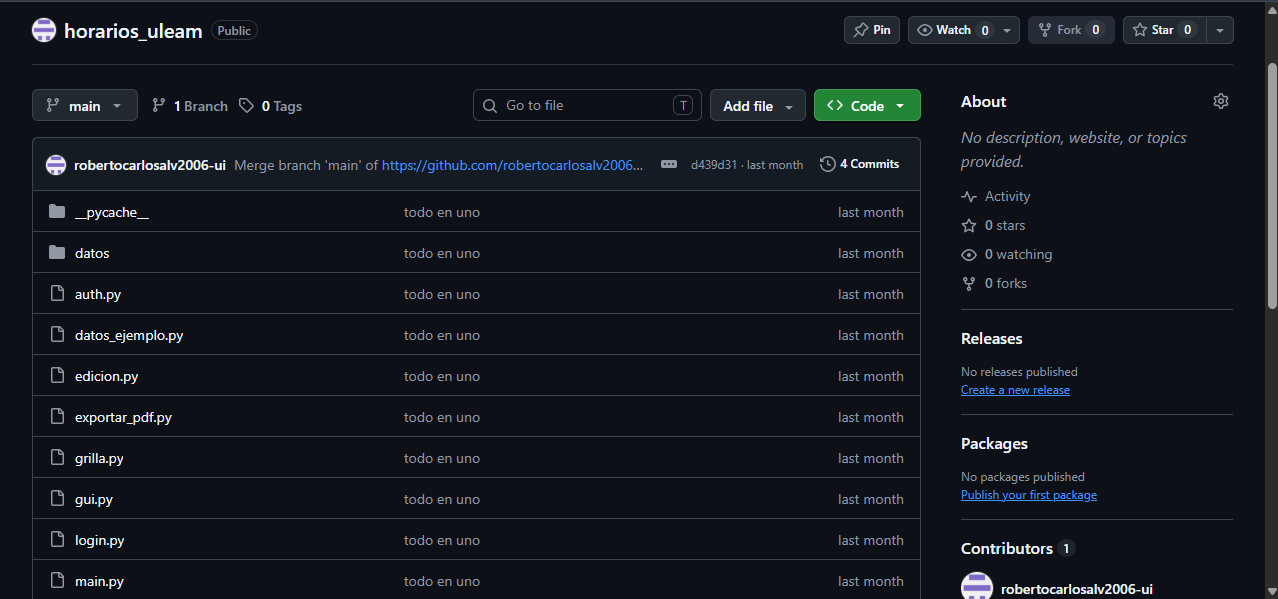 horarios_uleam Public Pin Watch 0 Fork 0 Star 0
main 1 Branch 0 Tags Go to file T Add file Code
robertocarlosalv2006-ui Merge branch 'main' of https://github.com/robertocarlosalv2006... d439d31 · last month 4 Commits
__pycache__ todo en uno last month
datos todo en uno last month
auth.py todo en uno last month
datos_ejemplo.py todo en uno last month
edicion.py todo en uno last month
exportar_pdf.py todo en uno last month
grilla.py todo en uno last month
gui.py todo en uno last month
login.py todo en uno last month
main.py todo en uno last month
About
No description, website, or topics
provided.
Activity
0 stars
0 watching
0 forks
Releases
No releases published
Create a new release
Packages
No packages published
Publish your first package
Contributors 1
robertocarlosalv2006-ui